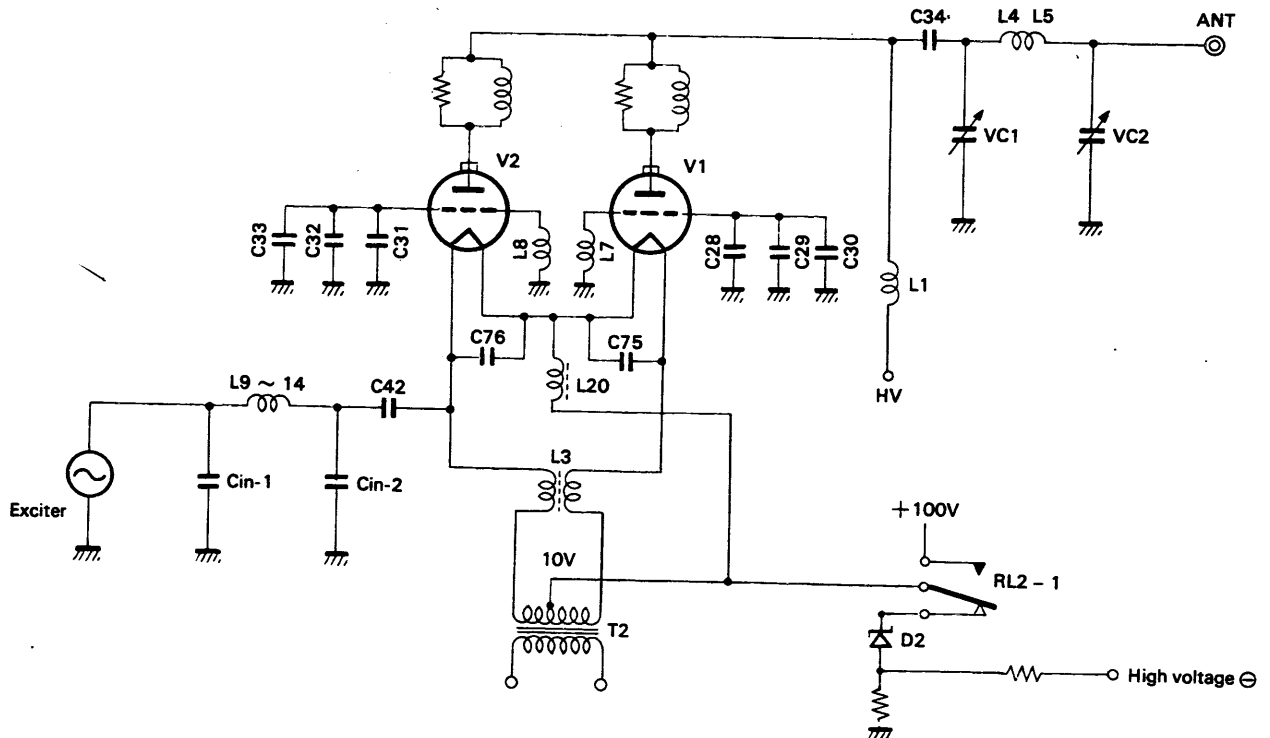 C34
L4 L5
ANT
VC1
VC2
V2
V1
C33
C32
C31
L8
L7
C28
C29
C30
L1
C76
C75
HV
L9 ~ 14
C42
L20
L3
Exciter
Cin-1
Cin-2
+100V
10V
RL2 - 1
T2
D2
High voltage ⊖